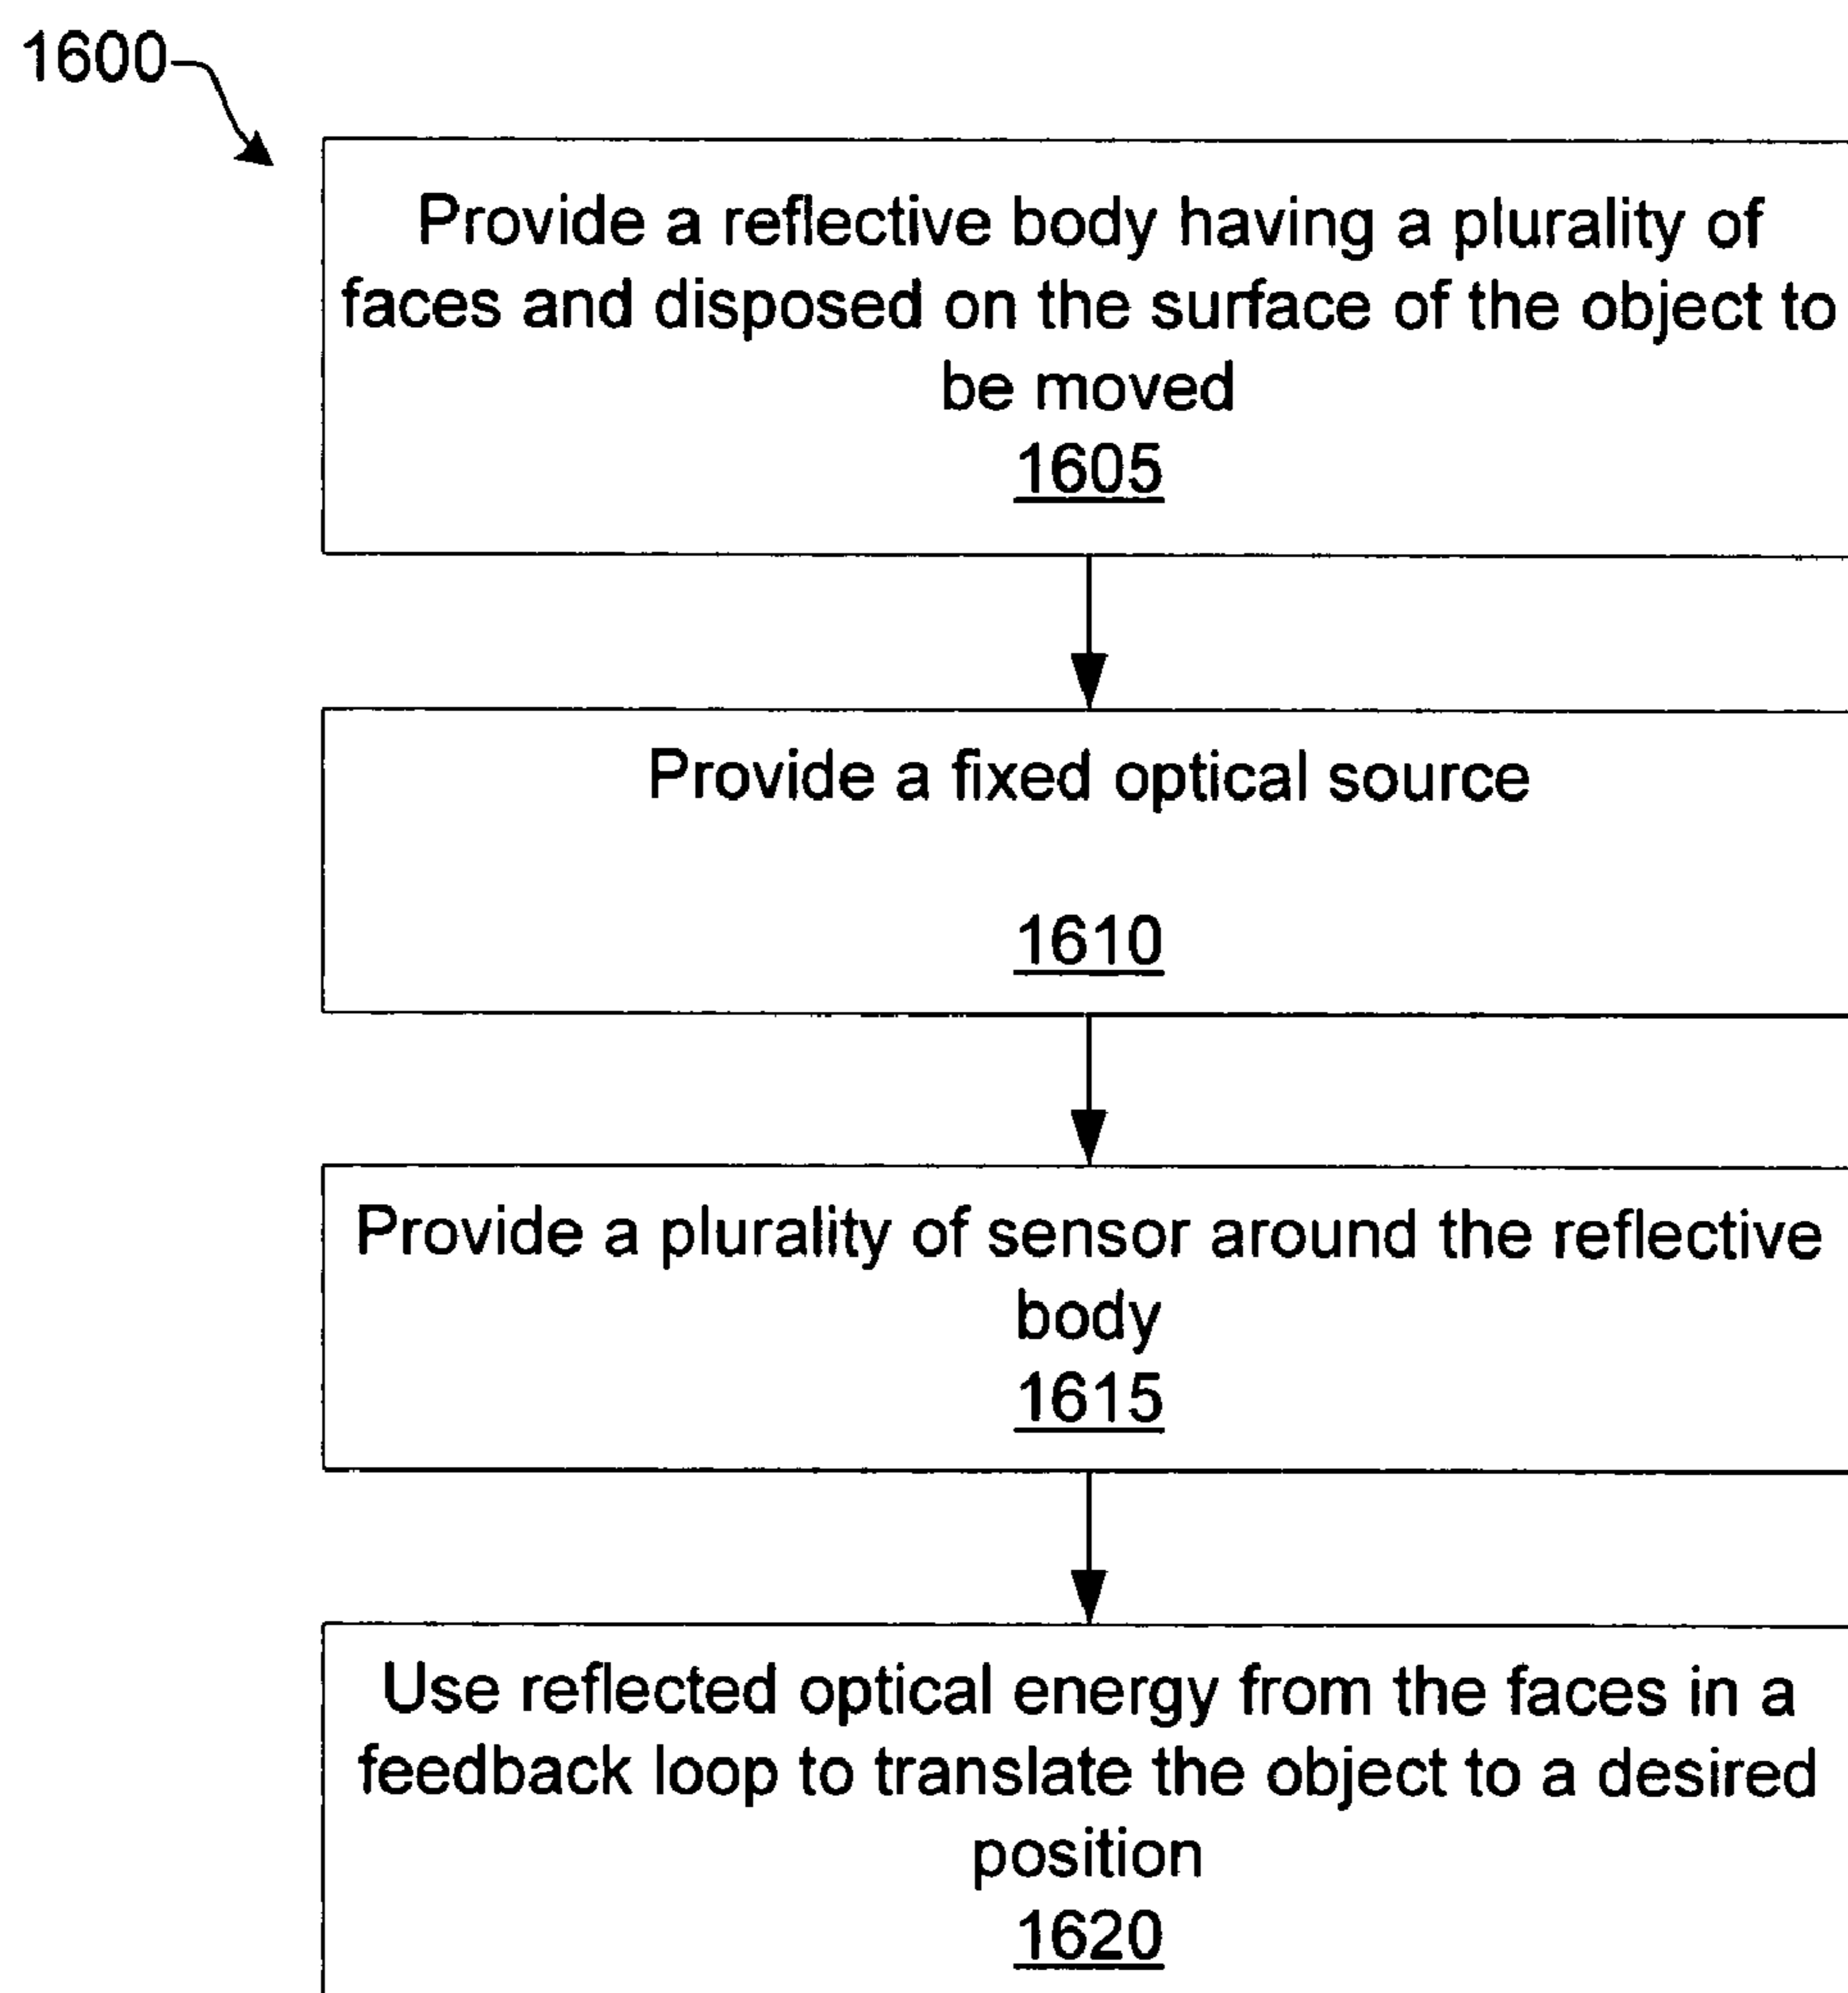 1600
Provide a reflective body having a plurality of
faces and disposed on the surface of the object to
be moved
1605
Provide a fixed optical source
1610
Provide a plurality of sensor around the reflective
body
1615
Use reflected optical energy from the faces in a
feedback loop to translate the object to a desired
position
1620